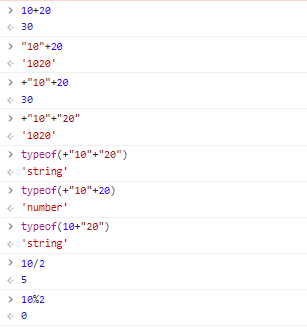 10+20
30
"10"+20
'1020'
+"10"+20
30
+"10"+"20"
'1020'
typeof(+"10"+"20")
'string'
typeof(+"10"+20)
'number'
typeof(10+"20")
'string'
10/2
5
10%2
0